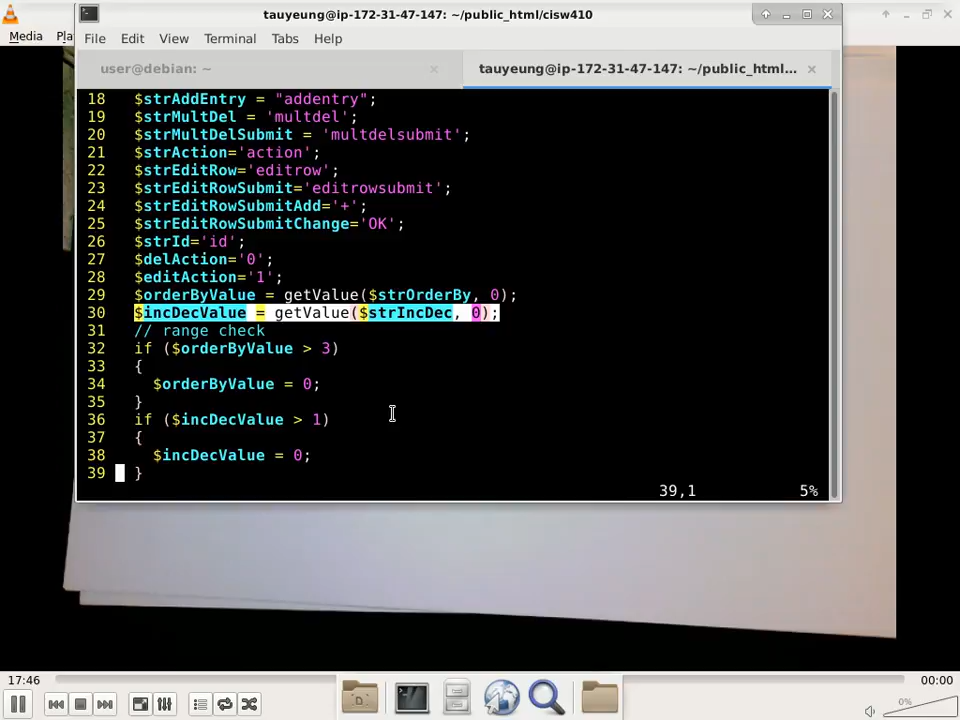 tauyeung@ip-172-31-47-147: ~/public_html/cisw410
Media
File Edit View Terminal Tabs Help
user@debian: ~
tauyeung@ip-172-31-47-147: ~/public_html...
18 $strAddEntry = "addentry";
19 $strMultDel = 'multdel';
20 $strMultDelSubmit = 'multdelsubmit';
21 $strAction='action';
22 $strEditRow='editrow';
23 $strEditRowSubmit='editrowsubmit';
24 $strEditRowSubmitAdd='+';
25 $strEditRowSubmitChange='OK';
26 $strId='id';
27 $delAction='0';
28 $editAction='1';
29 $orderByValue = getValue($strOrderBy, 0);
30 $incDecValue = getValue($strIncDec, 0);
31 // range check
32 if ($orderByValue > 3)
33 {
34 $orderByValue = 0;
35 }
36 if ($incDecValue > 1)
37 {
38 $incDecValue = 0;
39 }
39,1 5%
17:46
00:00
0%